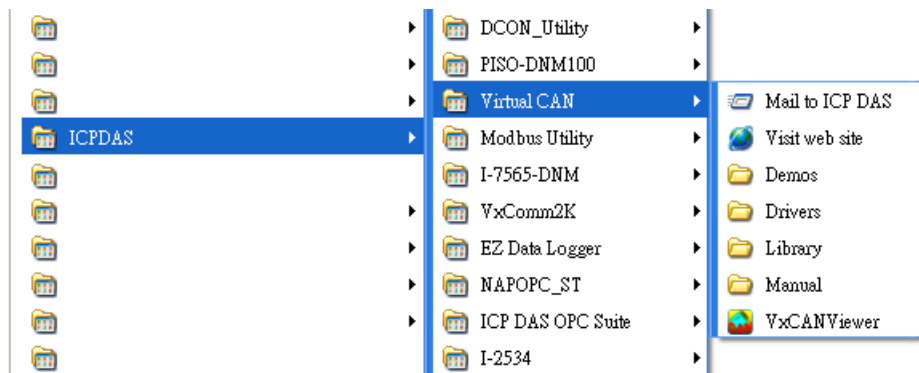 ICPDAS
DCON_Utility
PISO-DNM100
Virtual CAN
Modbus Utility
I-7565-DNM
VxComm2K
EZ Data Logger
NAPOPC_ST
ICP DAS OPC Suite
I-2534
Mail to ICP DAS
Visit web site
Demos
Drivers
Library
Manual
VxCANViewer